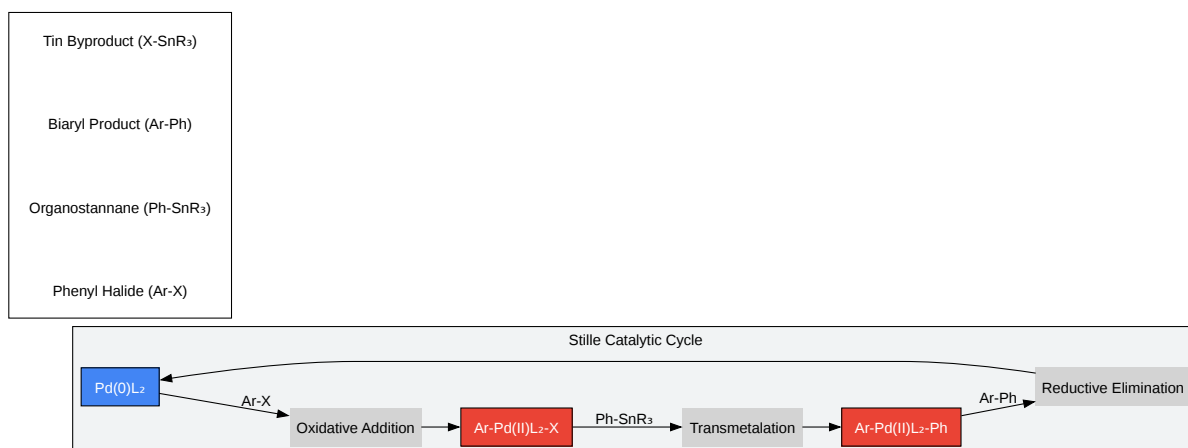 Tin Byproduct (X-SnR₃)
Biaryl Product (Ar-Ph)
Organostannane (Ph-SnR₃)
Phenyl Halide (Ar-X)
Stille Catalytic Cycle
Pd(0)L₂
Ar-X
Oxidative Addition
Ar-Pd(II)L₂-X
Ph-SnR₃
Transmetalation
Ar-Pd(II)L₂-Ph
Ar-Ph
Reductive Elimination